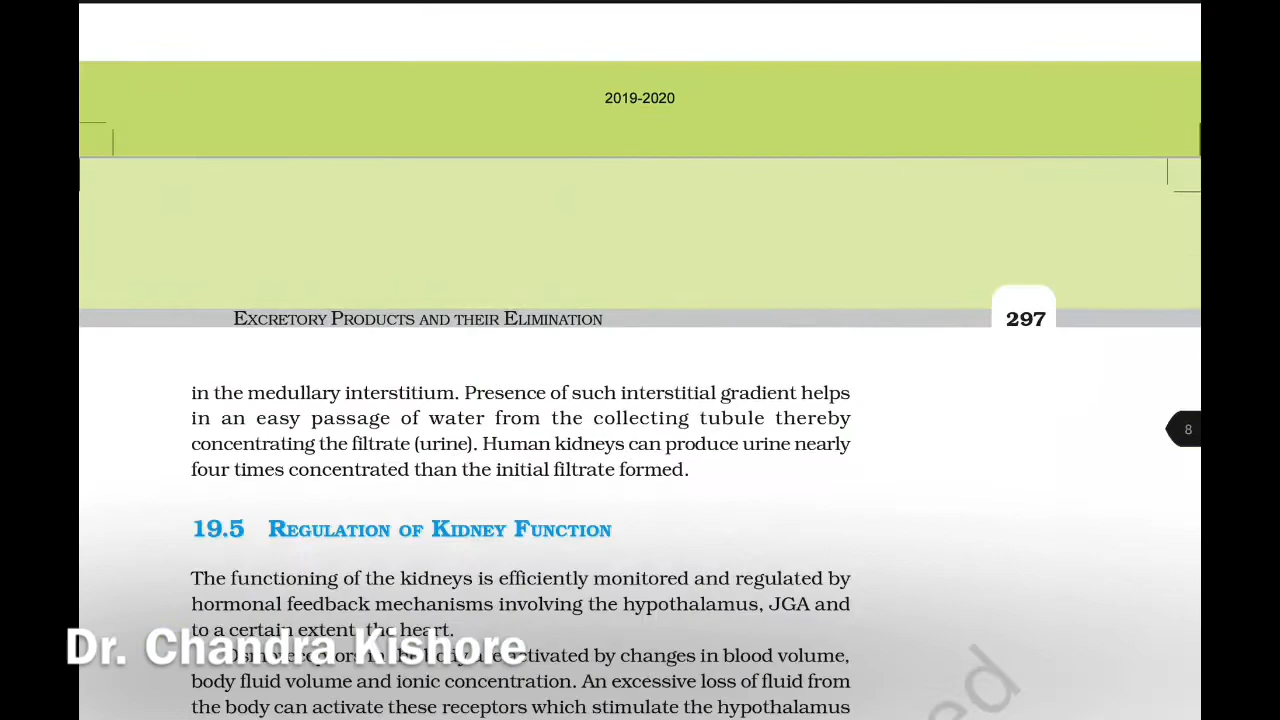 2019-2020
EXCRETORY PRODUCTS AND THEIR ELIMINATION
297
in the medullary interstitium. Presence of such interstitial gradient helps
in an easy passage of water from the collecting tubule thereby
concentrating the filtrate (urine). Human kidneys can produce urine nearly
four times concentrated than the initial filtrate formed.
8
19.5 REGULATION OF KIDNEY FUNCTION
The functioning of the kidneys is efficiently monitored and regulated by
hormonal feedback mechanisms involving the hypothalamus, JGA and
to a certain extent, the heart.
Dr. Chandra Kishore
Osmoreceptors in the body are activated by changes in blood volume,
body fluid volume and ionic concentration. An excessive loss of fluid from
the body can activate these receptors which stimulate the hypothalamus